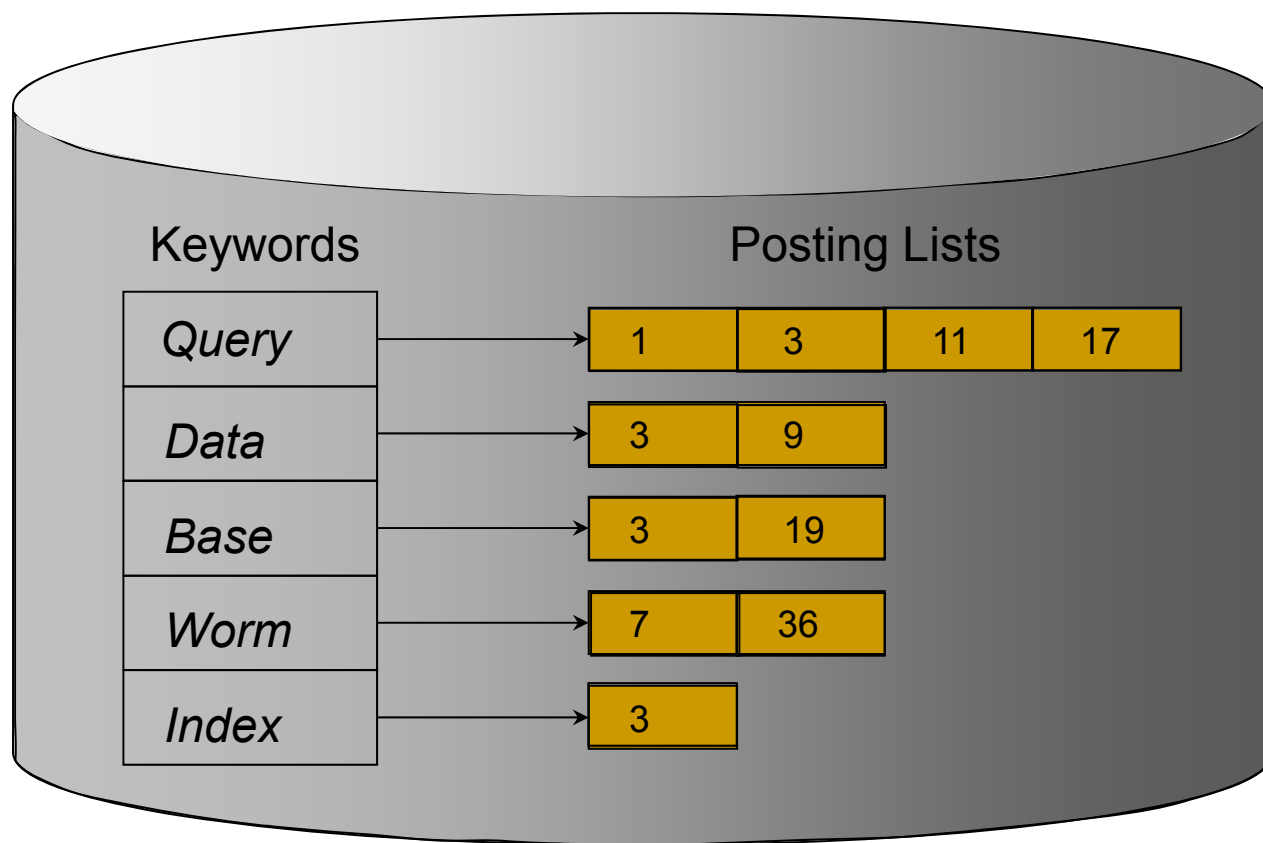 Keywords Posting Lists
Query 1 3 11 17
Data 3 9
Base 3 19
Worm 7 36
Index 3